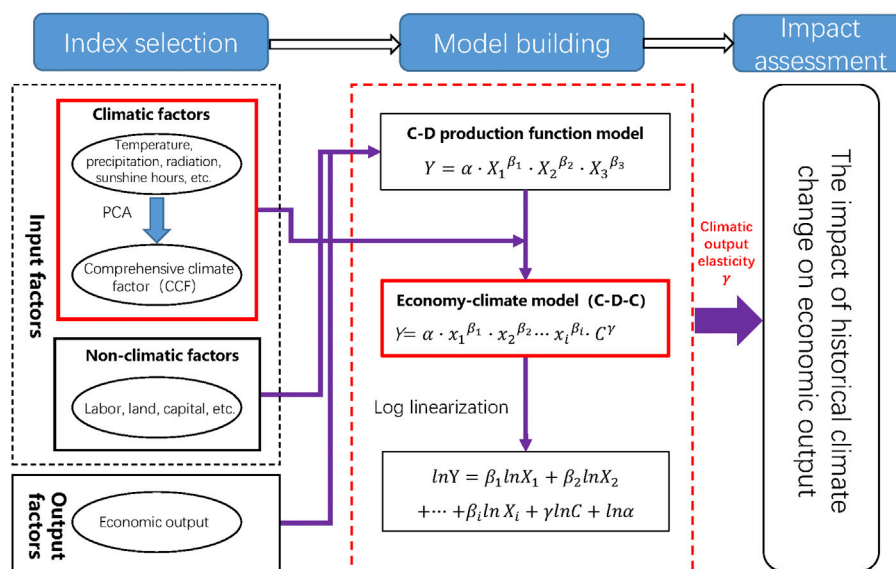 Index selection
Model building
Impact
assessment
Input factors
Climatic factors
Temperature,
precipitation, radiation,
sunshine hours, etc.
PCA
Comprehensive climate
factor（CCF）
Non-climatic factors
Labor, land, capital, etc.
Output
factors
Economic output
C-D production function model
Y = α · X₁^β₁ · X₂^β₂ · X₃^β₃
Economy-climate model（C-D-C）
Y= α · x₁^β₁ · x₂^β₂ ⋯ xᵢ^βᵢ · C^γ
Log linearization
lnY = β₁lnX₁ + β₂lnX₂
+⋯ +βᵢln Xᵢ + γlnC + lnα
Climatic
output
elasticity
γ
The impact of historical climate
change on economic output